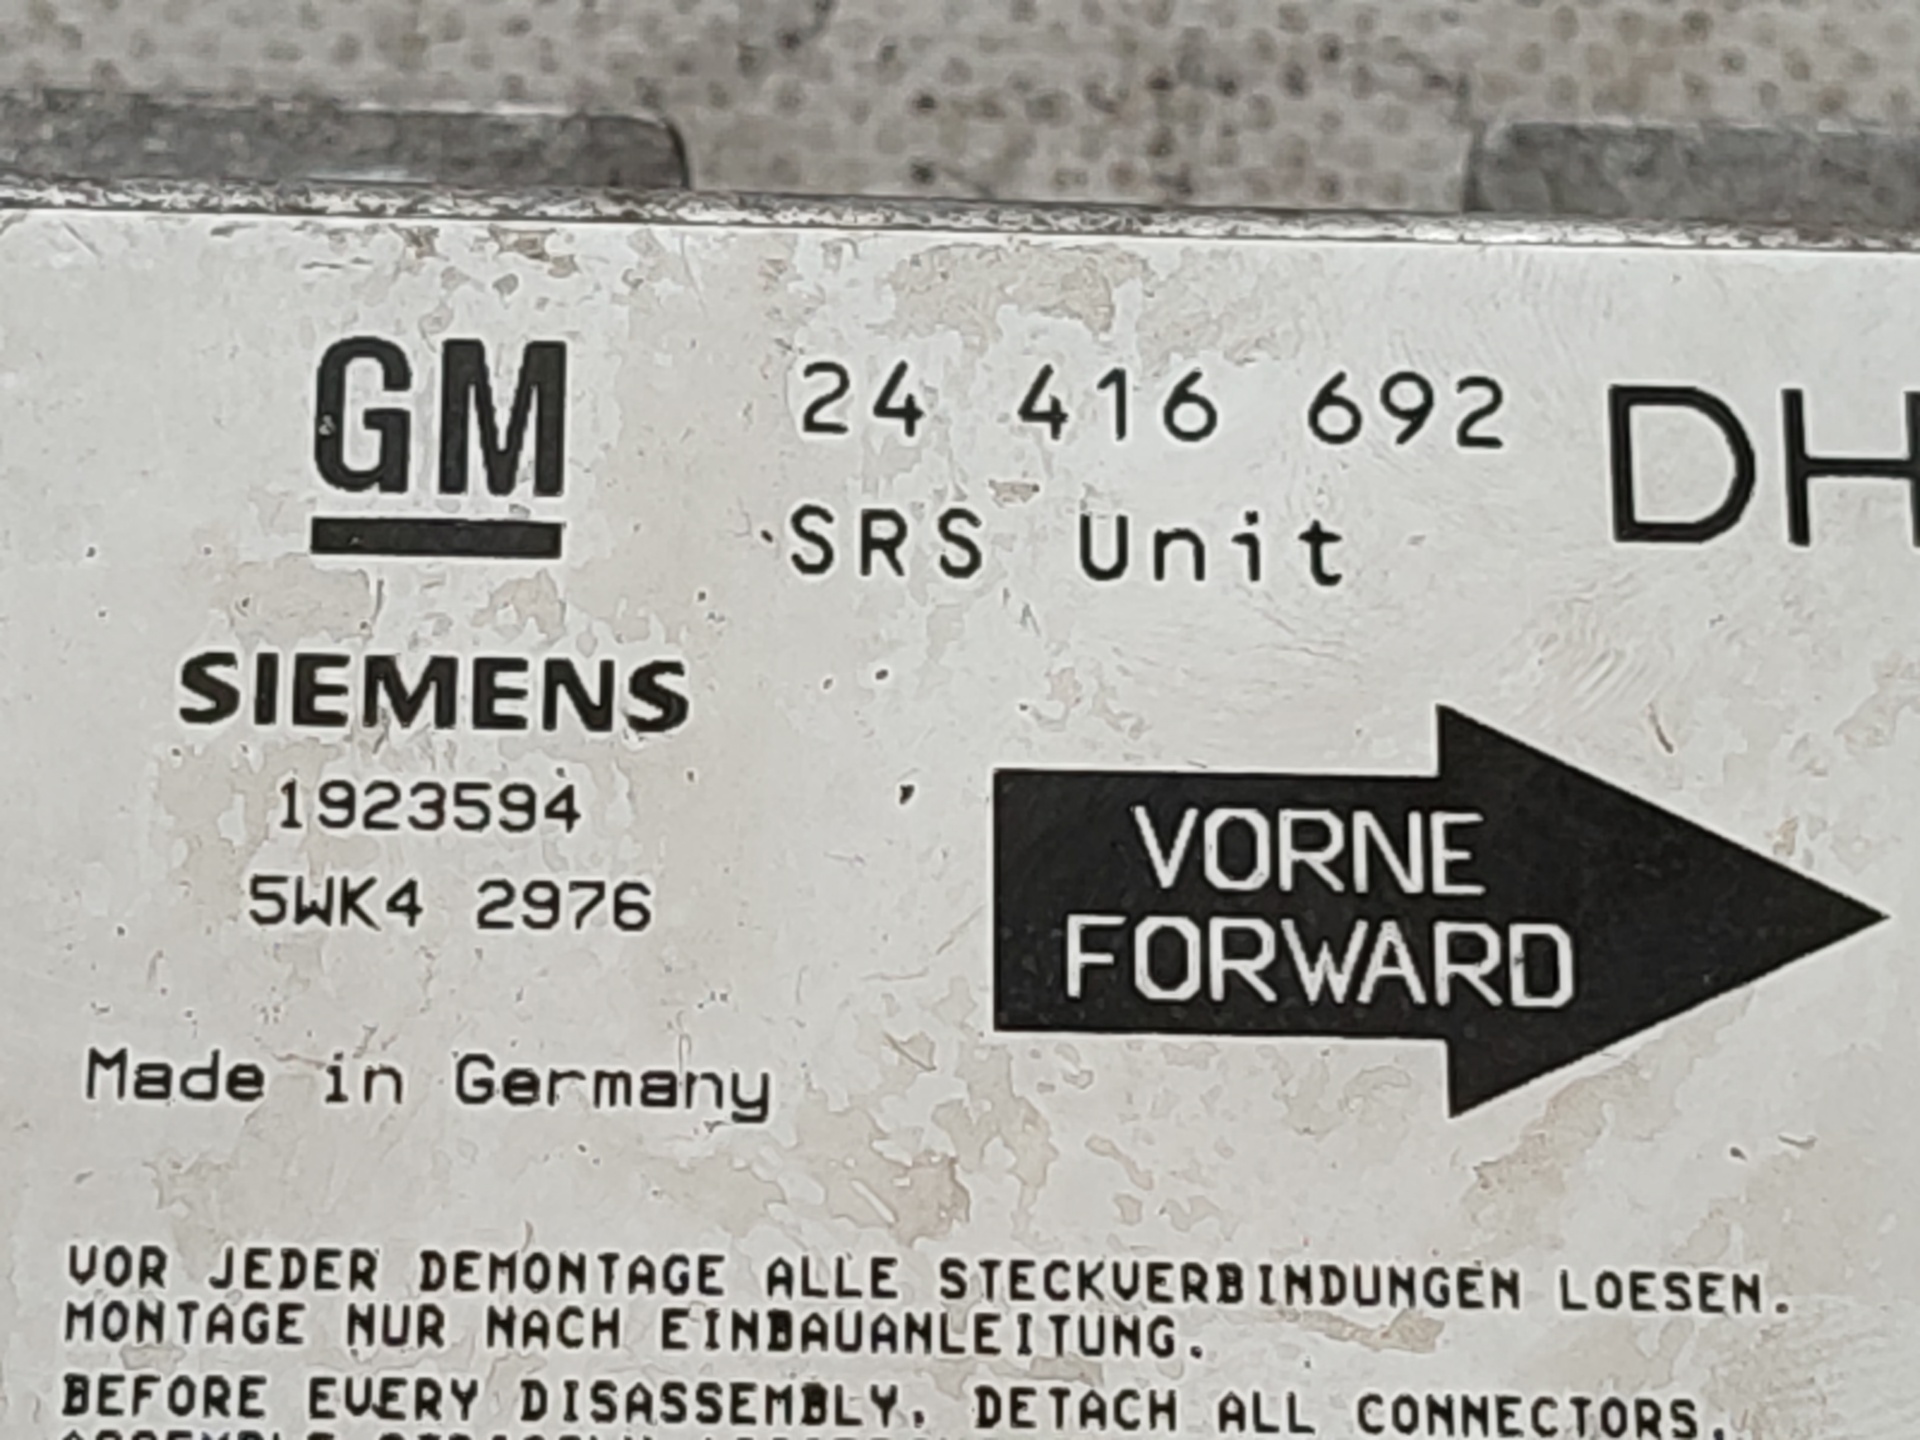 GM
24 416 692 DH
SRS Unit
SIEMENS
1923594
5WK4 2976
VORNE
FORWARD
Made in Germany
VOR JEDER DEMONTAGE ALLE STECKVERBINDUNGEN LOESEN.
MONTAGE NUR NACH EINBAUANLEITUNG.
BEFORE EVERY DISASSEMBLY, DETACH ALL CONNECTORS.